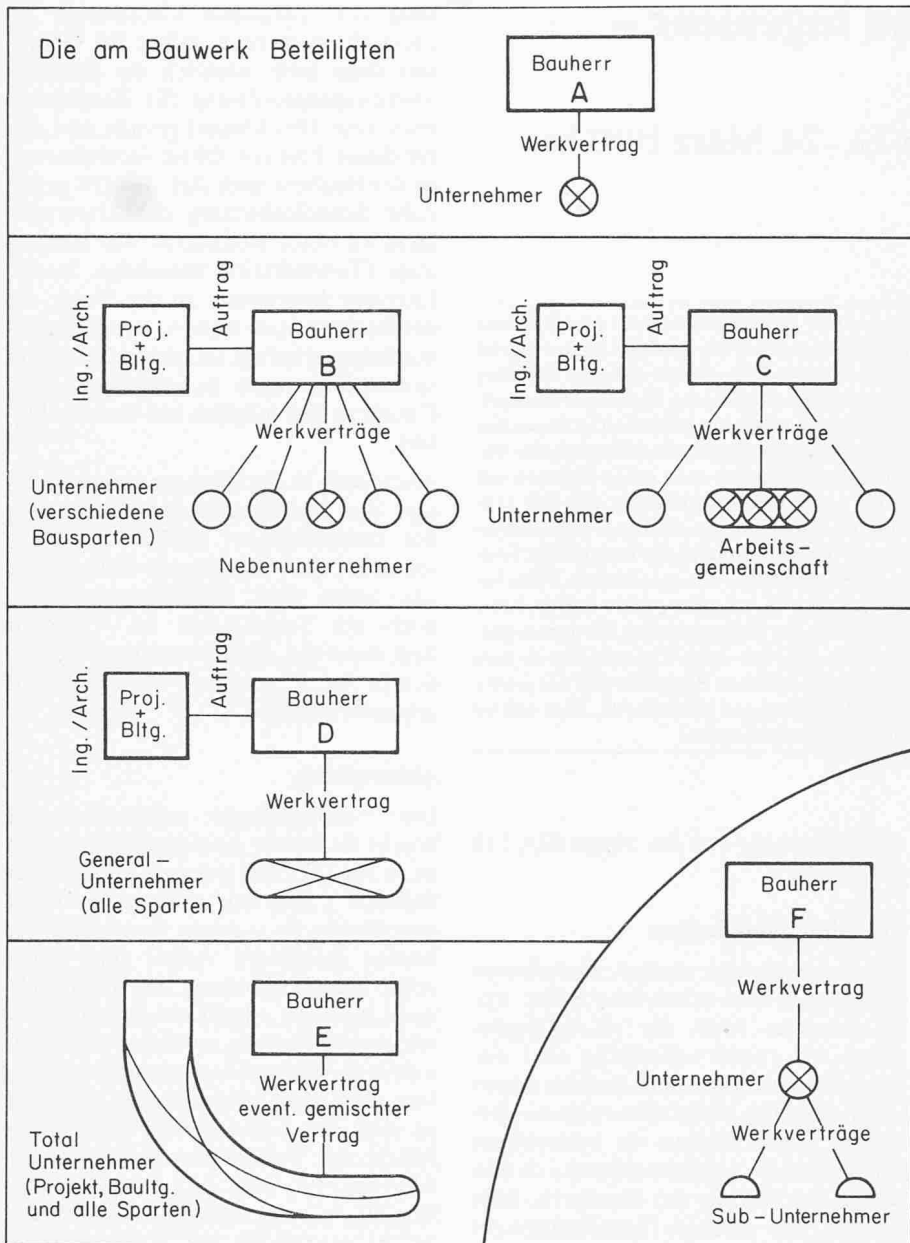 Die am Bauwerk Beteiligten
Bauherr
A
Werkvertrag
Unternehmer
Ing./Arch.
Proj.
+
Bltg.
Auftrag
Bauherr
B
Werkverträge
Unternehmer
(verschiedene
Bausparten)
Nebenunternehmer
Ing./Arch.
Proj.
+
Bltg.
Auftrag
Bauherr
C
Werkverträge
Unternehmer
Arbeits-
gemeinschaft
Ing./Arch.
Proj.
+
Bltg.
Auftrag
Bauherr
D
Werkvertrag
General-
Unternehmer
(alle Sparten)
Bauherr
E
Werkvertrag
event. gemischter
Vertrag
Total
Unternehmer
(Projekt, Baultg.
und alle Sparten)
Bauherr
F
Werkvertrag
Unternehmer
Werkverträge
Sub-Unternehmer